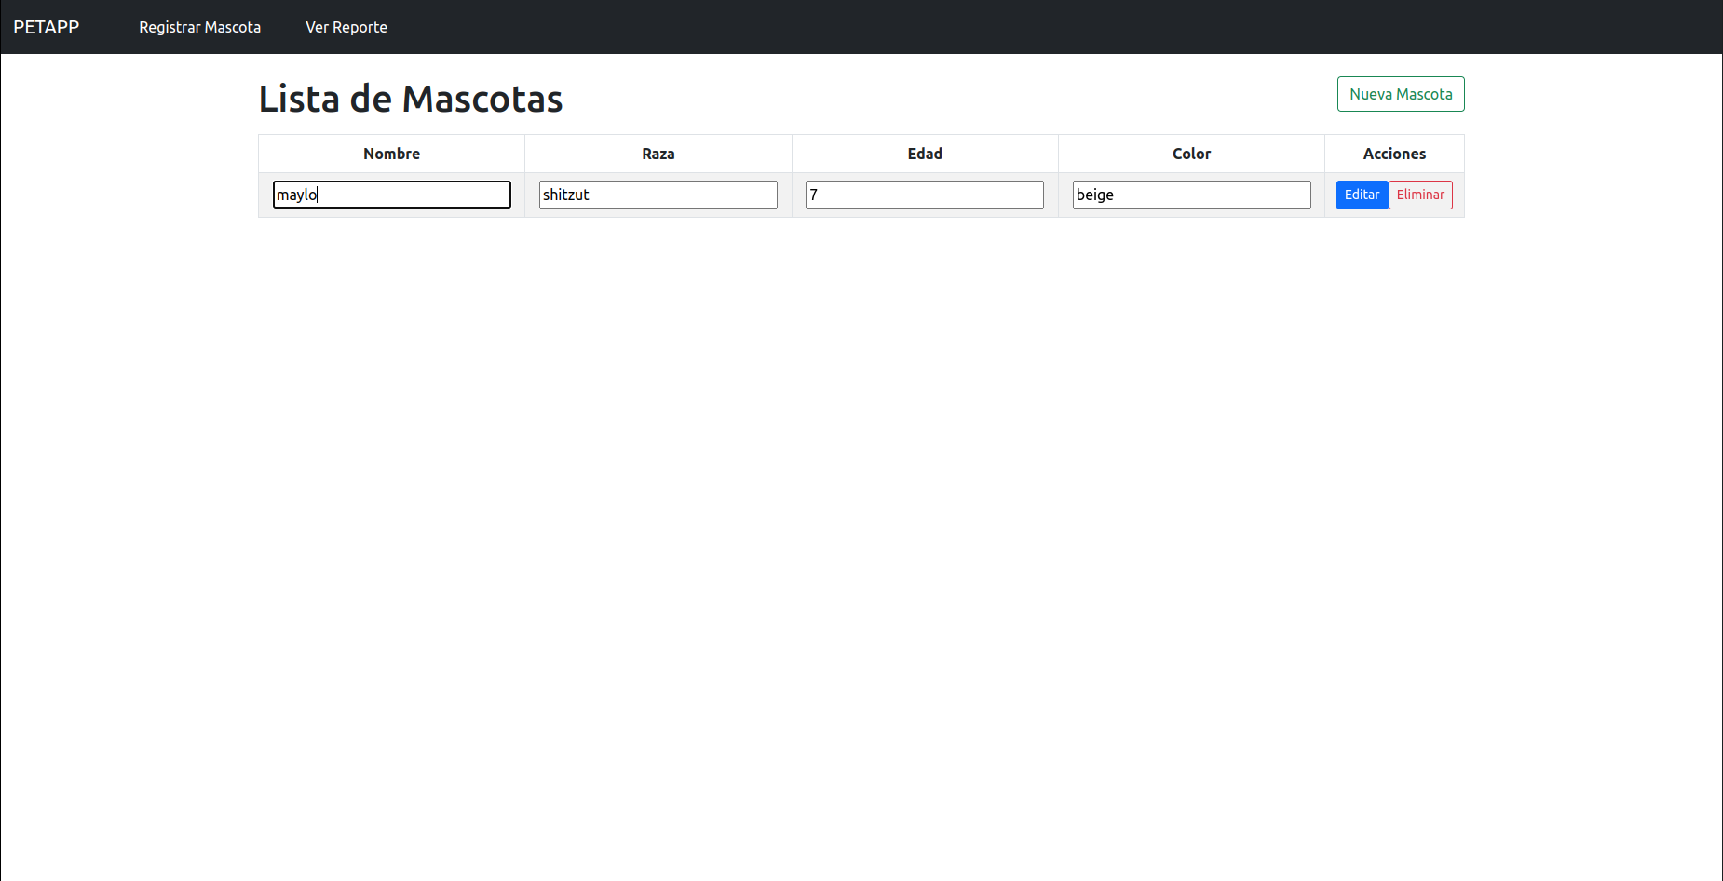 PETAPP Registrar Mascota Ver Reporte
Lista de Mascotas Nueva Mascota
Nombre Raza Edad Color Acciones
maylo shitzut 7 beige Editar Eliminar